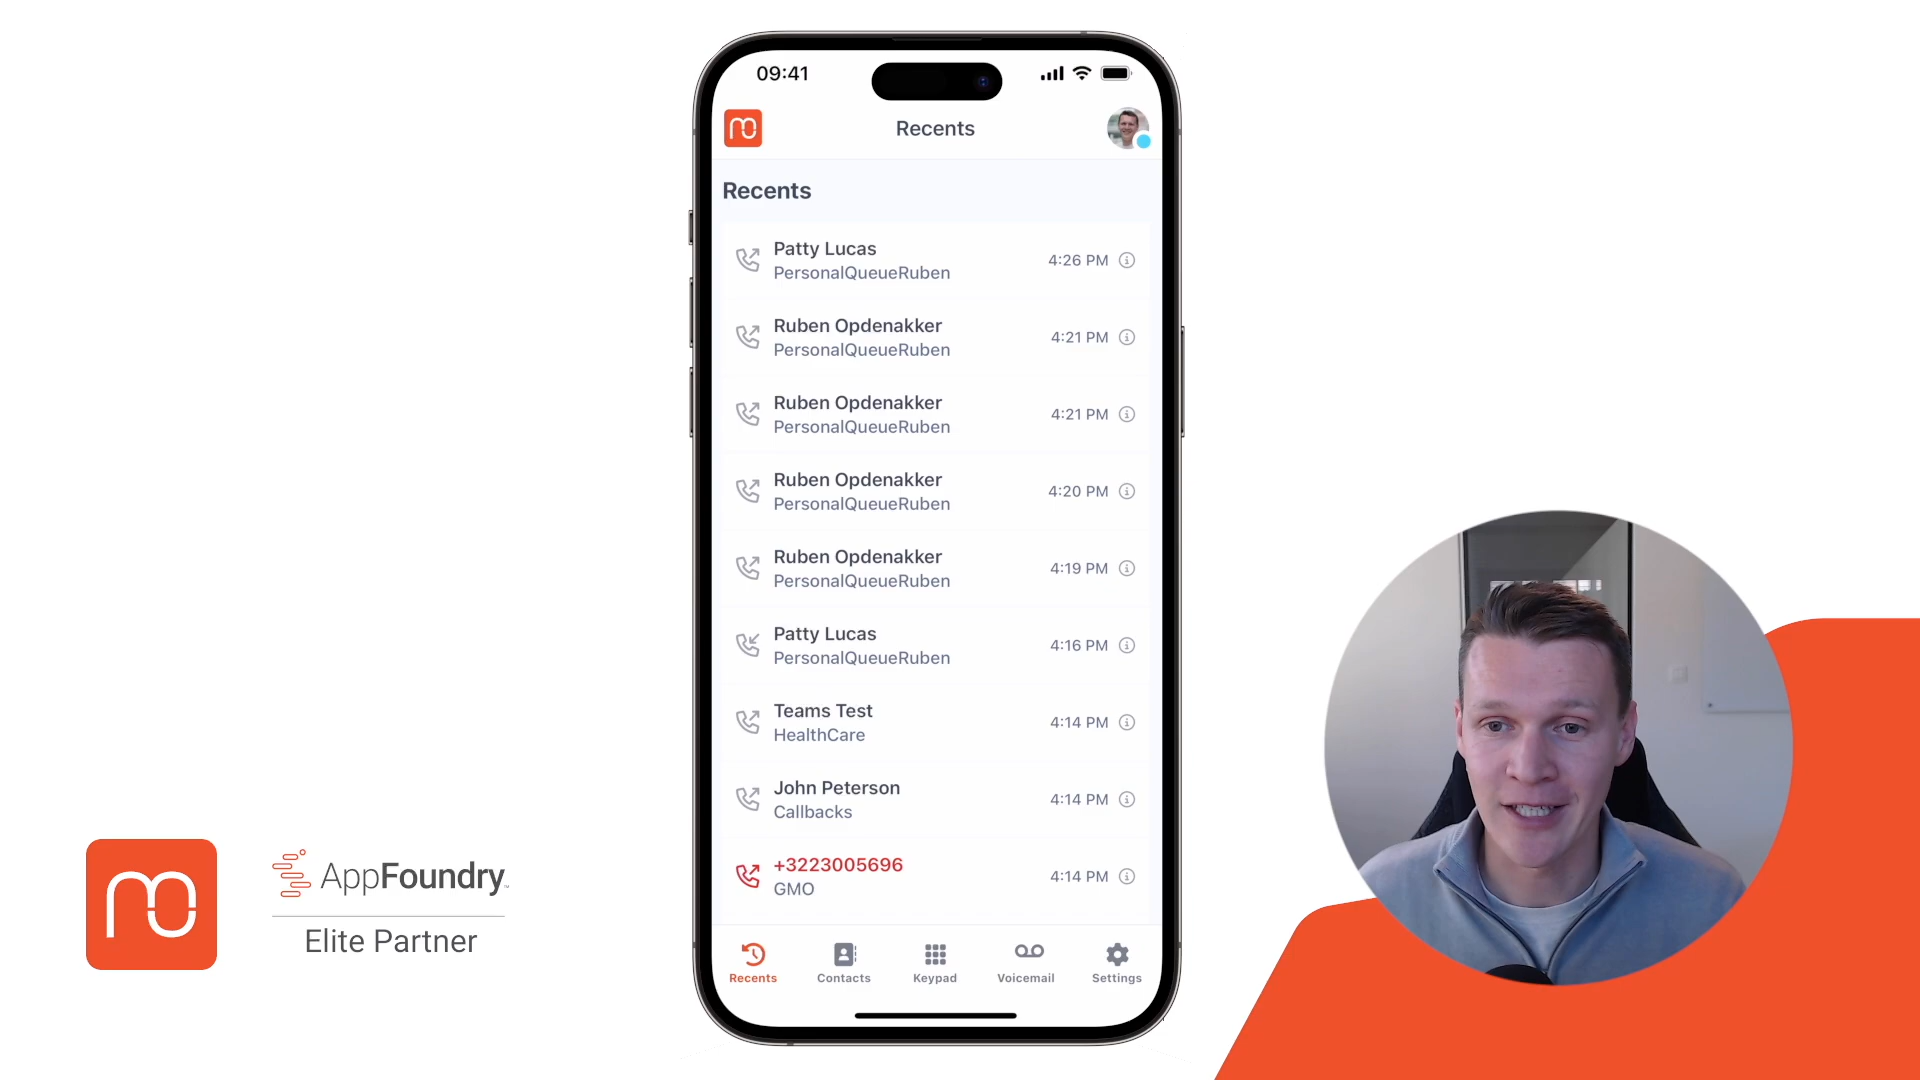 09:41
Recents
Recents
Patty Lucas
PersonalQueueRuben
4:26 PM
Ruben Opdenakker
PersonalQueueRuben
4:21 PM
Ruben Opdenakker
PersonalQueueRuben
4:21 PM
Ruben Opdenakker
PersonalQueueRuben
4:20 PM
Ruben Opdenakker
PersonalQueueRuben
4:19 PM
Patty Lucas
PersonalQueueRuben
4:16 PM
Teams Test
HealthCare
4:14 PM
John Peterson
Callbacks
4:14 PM
+3223005696
GMO
4:14 PM
Recents
Contacts
Keypad
Voicemail
Settings
AppFoundry
Elite Partner